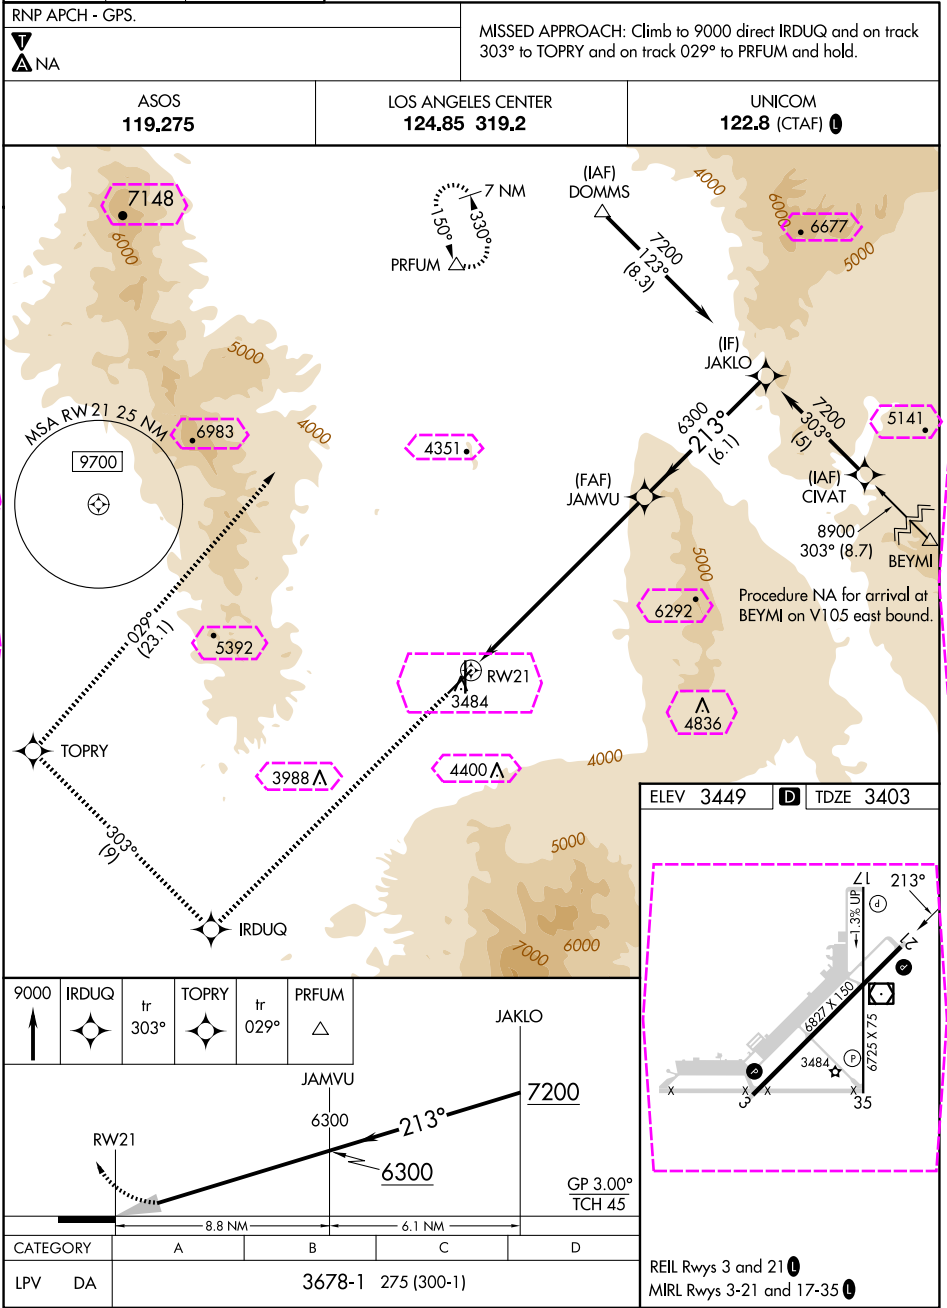 RNP APCH - GPS.
T
A NA
MISSED APPROACH: Climb to 9000 direct IRDUQ and on track
303° to TOPRY and on track 029° to PRFUM and hold.
ASOS
119.275
LOS ANGELES CENTER
124.85 319.2
UNICOM
122.8 (CTAF) L
7148
6000
7 NM
150°
330°
PRFUM
(IAF)
DOMMS
4000
6000
6677
5000
7200
123°
(8.3)
(IF)
JAKLO
5000
4000
MSA RW 21 25 NM
9700
6983
4351
6300
213°
(6.1)
7200
303°
(5)
5141
(FAF)
JAMVU
(IAF)
CIVAT
8900
303° (8.7)
BEYMI
Procedure NA for arrival at
BEYMI on V105 east bound.
5000
6292
029°
(23.1)
5392
RW21
3484
4836
TOPRY
3988
4400
4000
303°
(9)
5000
IRDUQ
7000
6000
ELEV 3449
D
TDZE 3403
17
213°
1.3% UP
P
21
P
6827 X 150
6725 X 75
3484
P
P
X
X
X
X
3
35
REIL Rwys 3 and 21 L
MIRL Rwys 3-21 and 17-35 L
9000
IRDUQ
tr
303°
TOPRY
tr
029°
PRFUM
JAKLO
JAMVU
7200
6300
213°
RW21
6300
GP 3.00°
TCH 45
8.8 NM
6.1 NM
CATEGORY
A
B
C
D
LPV DA
3678-1 275 (300-1)